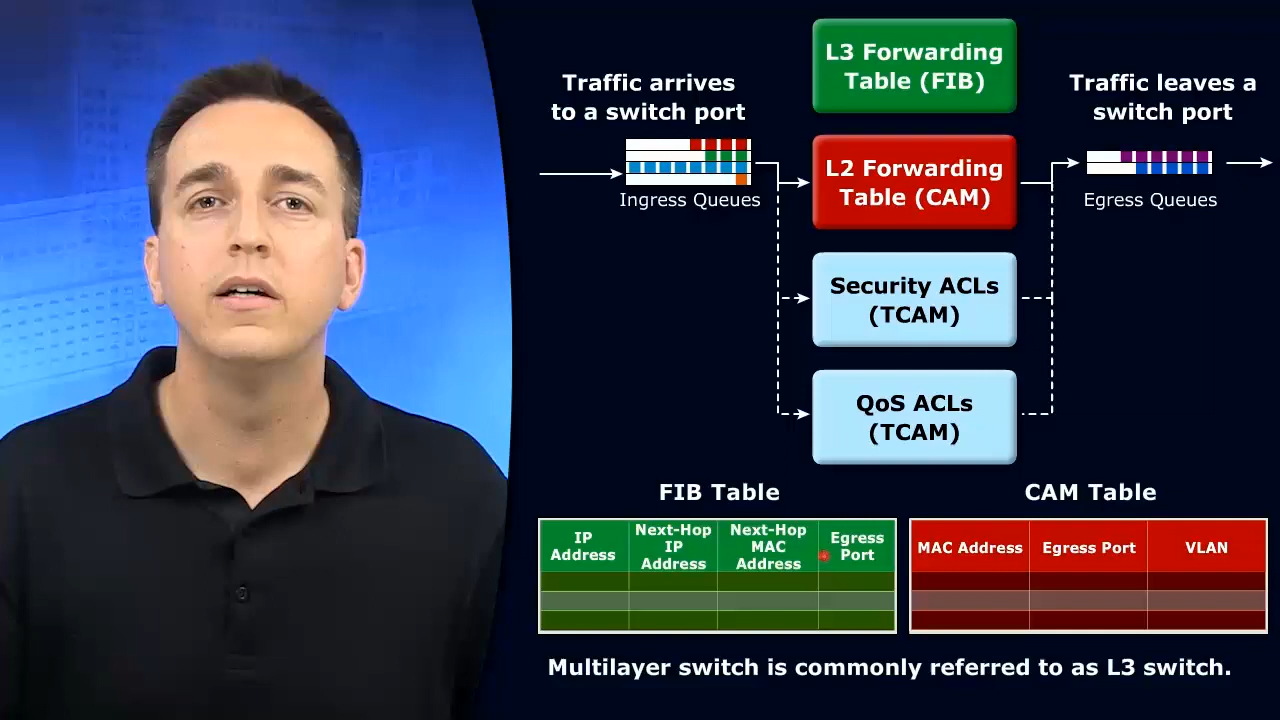 L3 Forwarding
Table (FIB)
Traffic arrives
to a switch port
Traffic leaves a
switch port
L2 Forwarding
Table (CAM)
Ingress Queues
Egress Queues
Security ACLs
(TCAM)
QoS ACLs
(TCAM)
FIB Table
IP
Address
Next-Hop
IP
Address
Next-Hop
MAC
Address
Egress
Port
CAM Table
MAC Address
Egress Port
VLAN
Multilayer switch is commonly referred to as L3 switch.